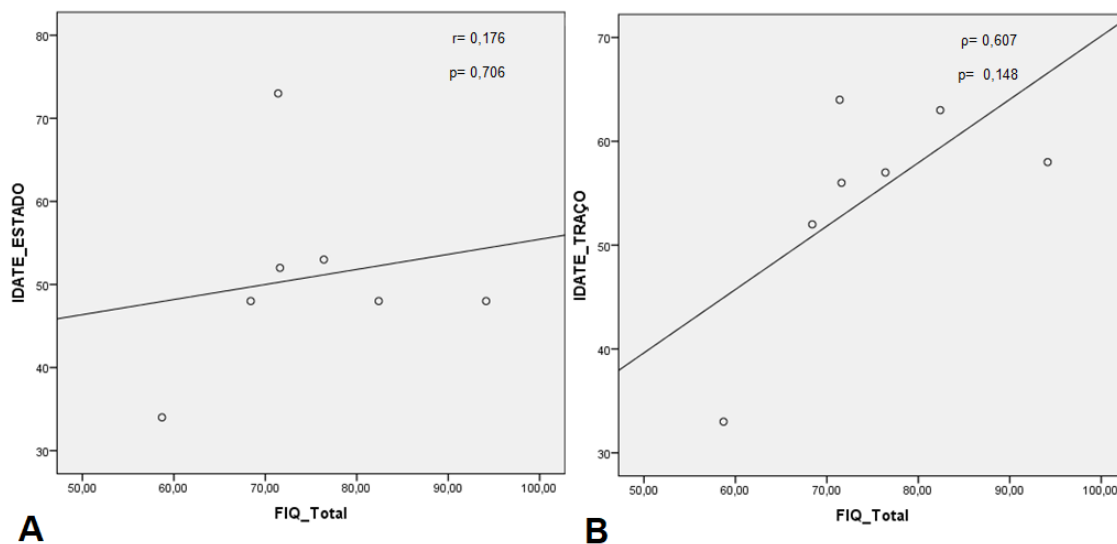 r= 0,176
p= 0,706
IDATE_ESTADO
80
70
60
50
40
30
50,00 60,00 70,00 80,00 90,00 100,00
FIQ_Total
A
ρ= 0,607
p= 0,148
IDATE_TRAÇO
70
60
50
40
30
50,00 60,00 70,00 80,00 90,00 100,00
FIQ_Total
B